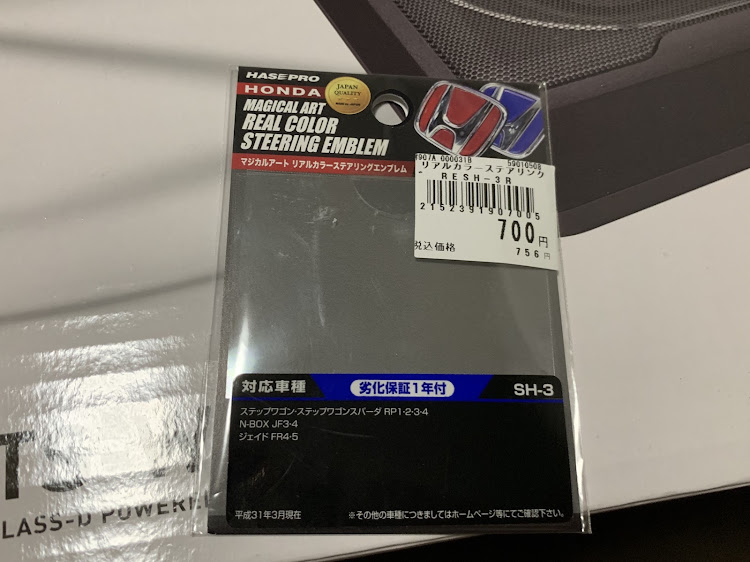 HASEPRO
HONDA
JAPAN
QUALITY
MAGICAL ART
REAL COLOR
STEERING EMBLEM
マジカルアート リアルカラーステアリングエンブレム
8907A 0000318 59010508
リアルカラーステアリング
RESH-3R
2152391907005
700円
税込価格 756円
対応車種 劣化保証1年付 SH-3
ステップワゴン・ステップワゴンスパーダ RP1・2・3・4
N-BOX JF3・4
ジェイド FR4・5
平成31年3月現在 ※その他の車種につきましてはホームページ等にてご確認下さい。
LASS-D POWERE